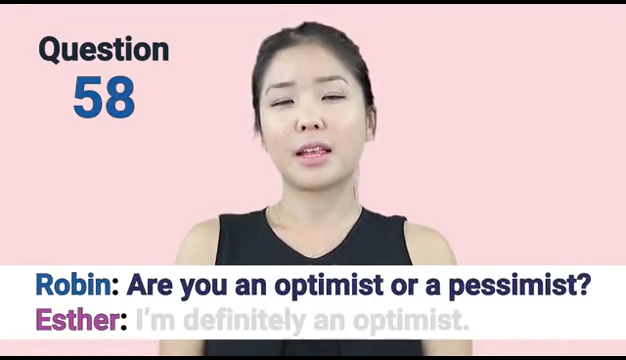 Question
58
Robin: Are you an optimist or a pessimist?
Esther: I'm definitely an optimist.